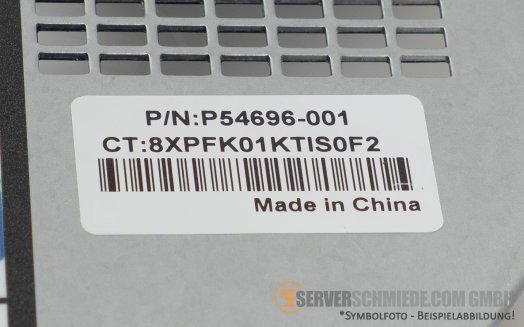 P/N:P54696-001
CT:8XPFK01KTIS0F2
Made in China
SERVERSCHMIEDE.COM GMBH
*Symbolfoto - Beispielabbildung!